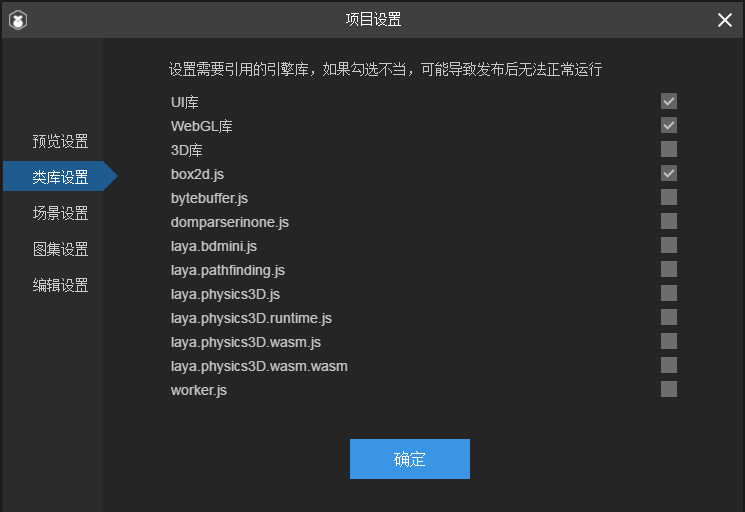 项目设置
设置需要引用的引擎库，如果勾选不当，可能导致发布后无法正常运行
UI库
WebGL库
3D库
box2d.js
bytebuffer.js
domparserinone.js
laya.bdmini.js
laya.pathfinding.js
laya.physics3D.js
laya.physics3D.runtime.js
laya.physics3D.wasm.js
laya.physics3D.wasm.wasm
worker.js
预览设置
类库设置
场景设置
图集设置
编辑设置
确定